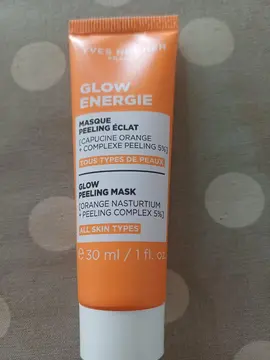 YVES ROCHER
GLOW
ENERGIE
MASQUE
PEELING ÉCLAT
[CAPUCINE ORANGE
+ COMPLEXE PEELING 5%]
TOUS TYPES DE PEAUX
GLOW
PEELING MASK
[ORANGE NASTURTIUM
+ PEELING COMPLEX 5%]
ALL SKIN TYPES
e 30 ml / 1 fl. oz.